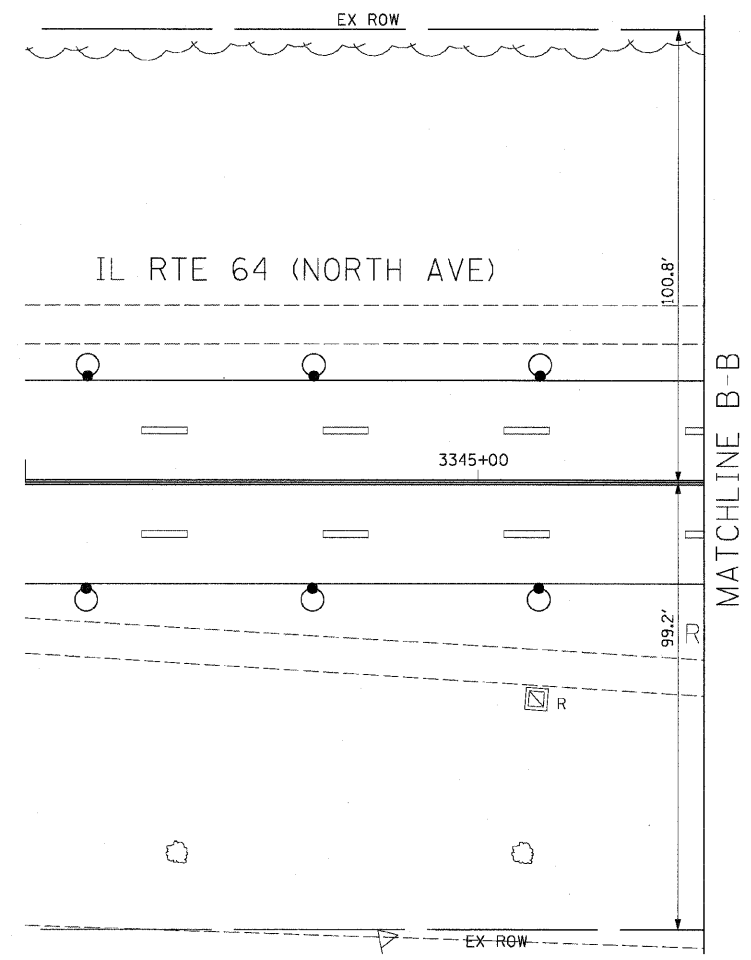 EX ROW
IL RTE 64 (NORTH AVE)
100.8'
MATCHLINE B-B
3345+00
99.2'
R
R
EX ROW